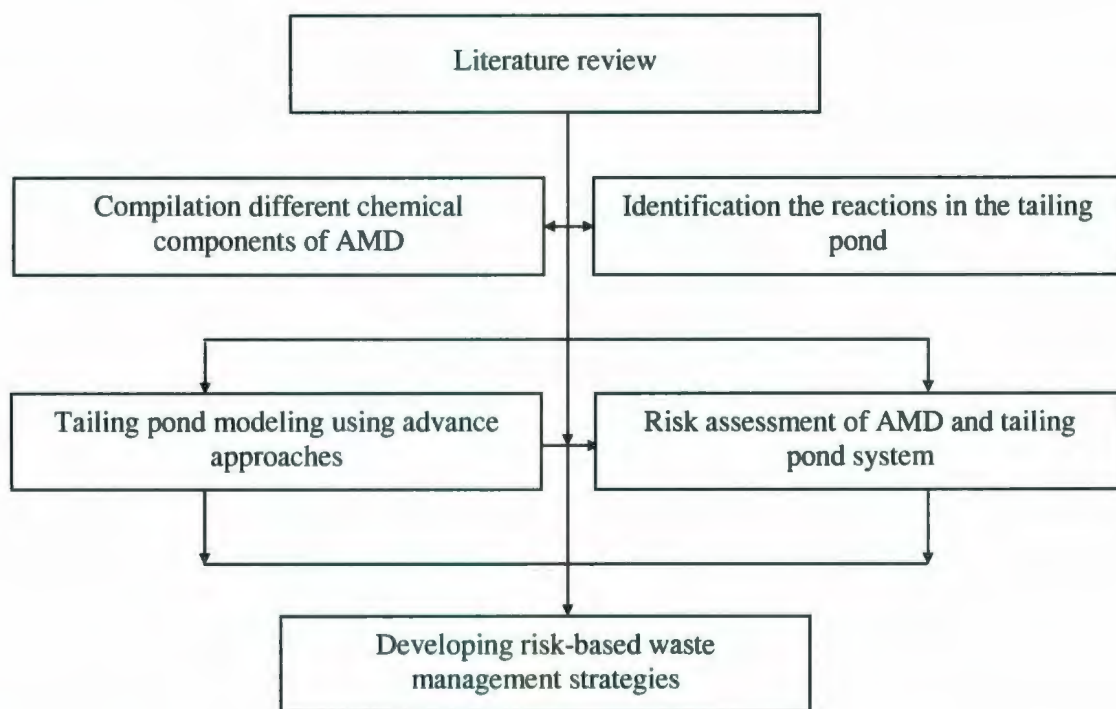 Literature review
Compilation different chemical
components of AMD
Identification the reactions in the tailing
pond
Tailing pond modeling using advance
approaches
Risk assessment of AMD and tailing
pond system
Developing risk-based waste
management strategies